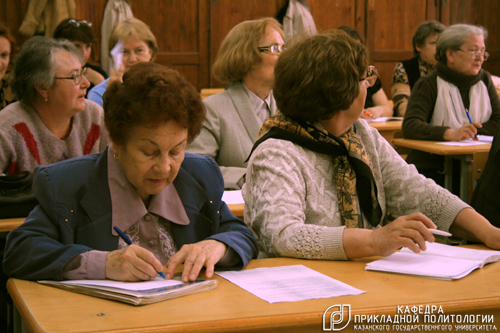 КАФЕДРА
ПРИКЛАДНОЙ ПОЛИТОЛОГИИ
КАЗАНСКОГО ГОСУДАРСТВЕННОГО УНИВЕРСИТЕТА